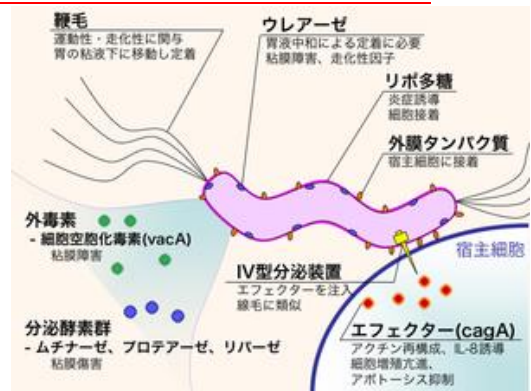 鞭毛
運動性・走化性に関与
胃の粘液下に移動し定着
ウレアーゼ
胃液中和による定着に必要
粘膜障害、走化性因子
リポ多糖
炎症誘導
細胞接着
外膜タンパク質
宿主細胞に接着
外毒素
- 細胞空胞化毒素(vacA)
粘膜障害
分泌酵素群
- ムチナーゼ、プロテアーゼ、リパーゼ
粘膜傷害
IV型分泌装置
エフェクターを注入
線毛に類似
宿主細胞
エフェクター(cagA)
アクチン再構成、IL-8誘導
細胞増殖亢進、
アポトーシス抑制